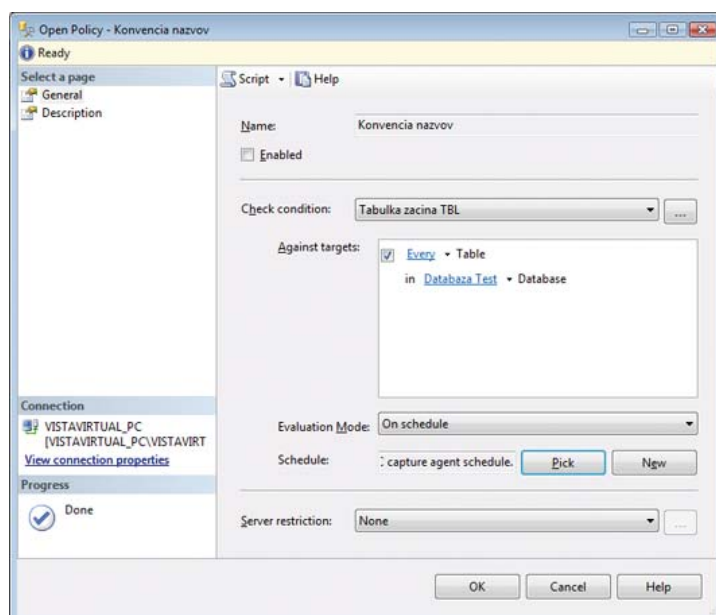 Open Policy - Konvencia nazvov
Ready
Select a page
General
Description
Script
Help
Name: Konvencia nazvov
Enabled
Check condition: Tabulka zacina TBL ...
Against targets: Every Table
in Databaza Test Database
Evaluation Mode: On schedule
Schedule: capture agent schedule. Pick New
Server restriction: None ...
Connection
VISTAVIRTUAL_PC
[VISTAVIRTUAL_PC\VISTAVIRT
View connection properties
Progress
Done
OK Cancel Help